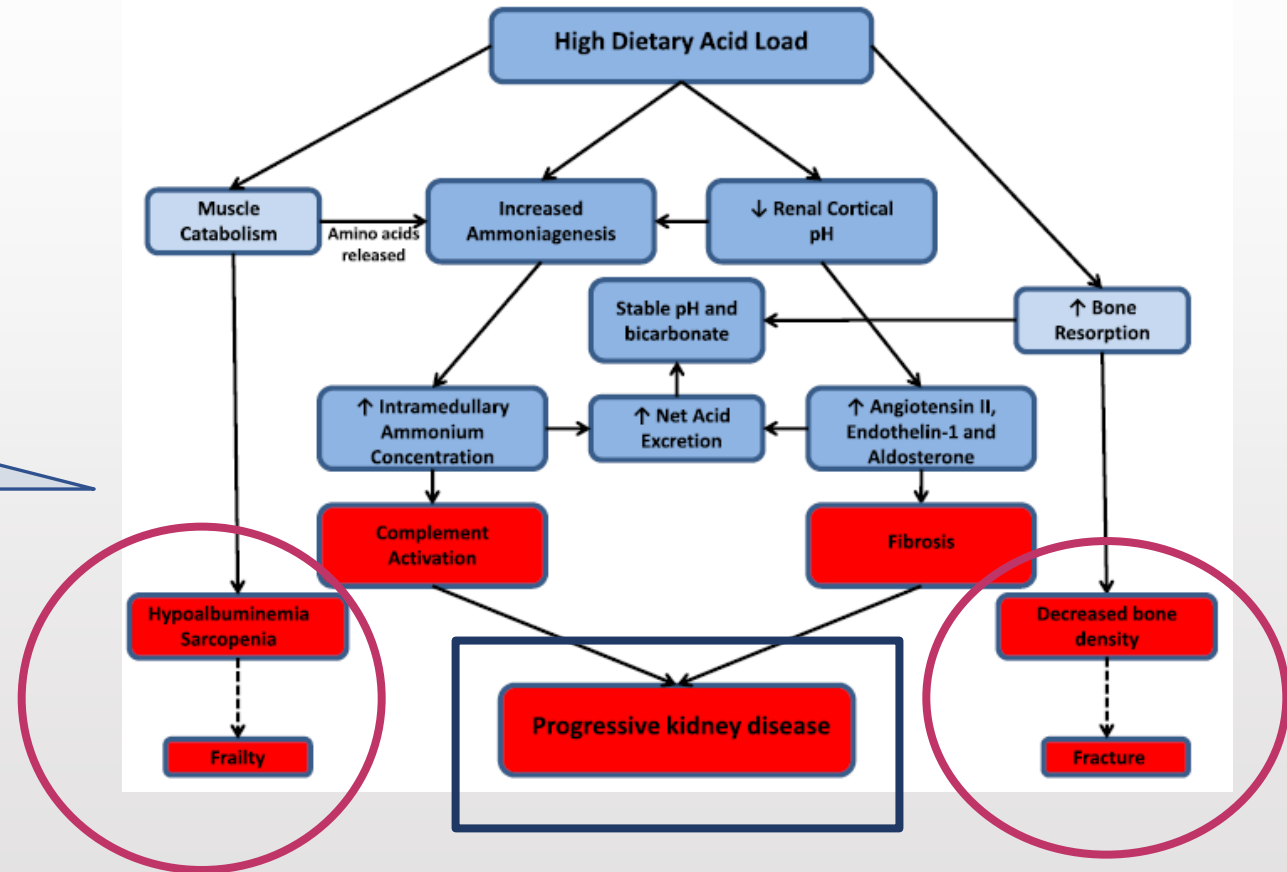 High Dietary Acid Load
Muscle
Catabolism
Amino acids
released
Increased
Ammoniagenesis
↓ Renal Cortical
pH
Stable pH and
bicarbonate
↑ Bone
Resorption
↑ Intramedullary
Ammonium
Concentration
↑ Net Acid
Excretion
↑ Angiotensin II,
Endothelin-1 and
Aldosterone
Complement
Activation
Fibrosis
Hypoalbuminemia
Sarcopenia
Decreased bone
density
Progressive kidney disease
Frailty
Fracture